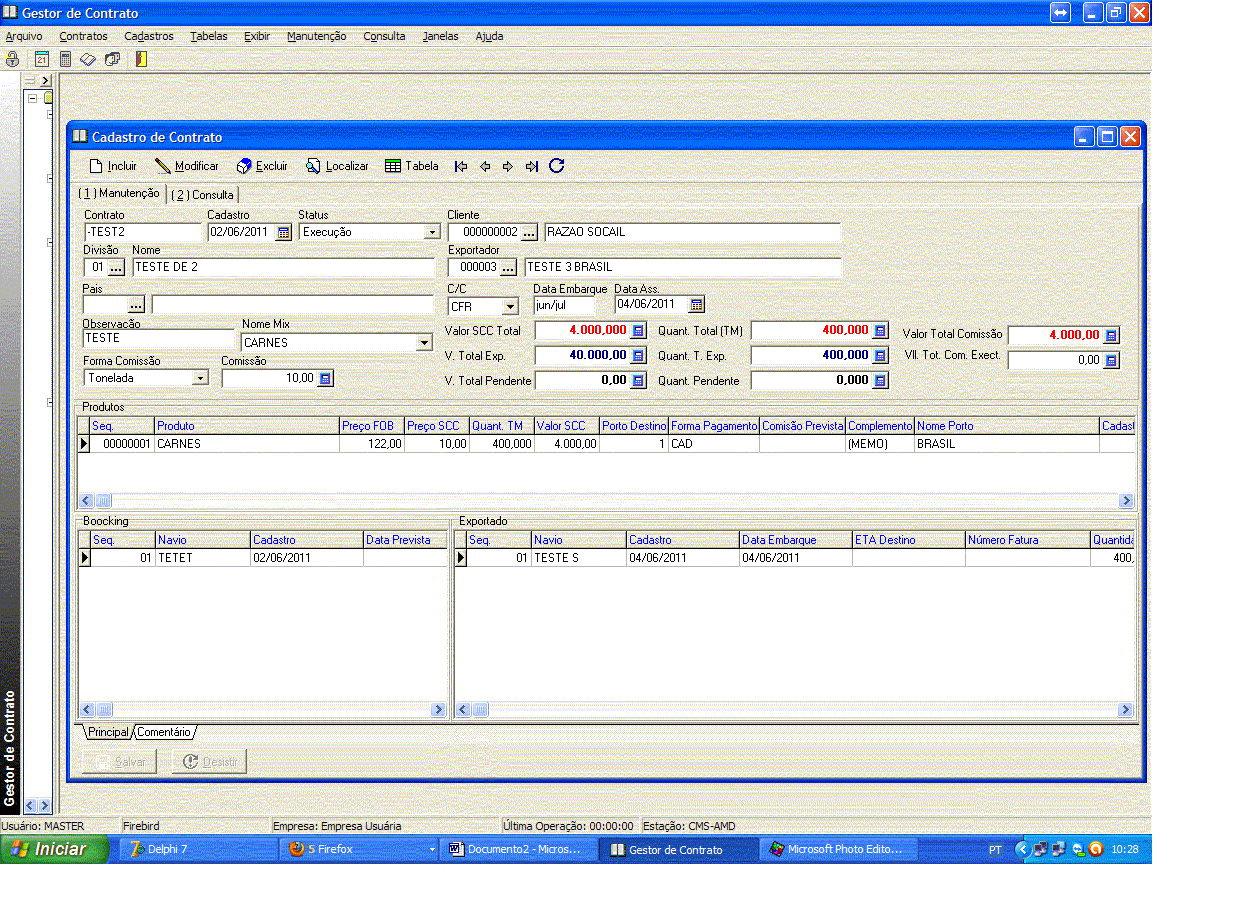 Gestor de Contrato
Arquivo Contratos Cadastros Tabelas Exibir Manutenção Consulta Janelas Ajuda
21
Cadastro de Contrato
Incluir Modificar Excluir Localizar Tabela
( 1 ) Manutenção ( 2 ) Consulta
Contrato Cadastro Status Cliente
-TEST2 02/06/2011 Execução 000000002 ... RAZAO SOCAIL
Divisão Nome Exportador
01 ... TESTE DE 2 000003 ... TESTE 3 BRASIL
Pais C/C Data Embarque Data Ass.
... CFR jun/jul 04/06/2011
Observacão Nome Mix
TESTE CARNES
Valor SCC Total 4.000,000 Quant. Total (TM) 400,000 Valor Total Comissão 4.000,00
V. Total Exp. 40.000,00 Quant. T. Exp. 400,000 Vll. Tot. Com. Exect. 0,00
Forma Comissão Comissão
Tonelada 10,00
V. Total Pendente 0,00 Quant. Pendente 0,000
Produtos
Seq. Produto Preço FOB Preço SCC Quant. TM Valor SCC Porto Destino Forma Pagamento Comisão Prevista Complemento Nome Porto Cadast
00000001 CARNES 122,00 10,00 400,000 4.000,00 1 CAD (MEMO) BRASIL
Boocking
Seq. Navio Cadastro Data Prevista
01 TETET 02/06/2011
Exportado
Seq. Navio Cadastro Data Embarque ETA Destino Número Fatura Quantida
01 TESTE S 04/06/2011 04/06/2011 400,
Principal Comentário
Salvar Desistir
Gestor de Contrato
Usuário: MASTER Firebird Empresa: Empresa Usuária Última Operação: 00:00:00 Estação: CMS-AMD
Iniciar Delphi 7 5 Firefox Documento2 - Micros... Gestor de Contrato Microsoft Photo Edito... PT 10:28